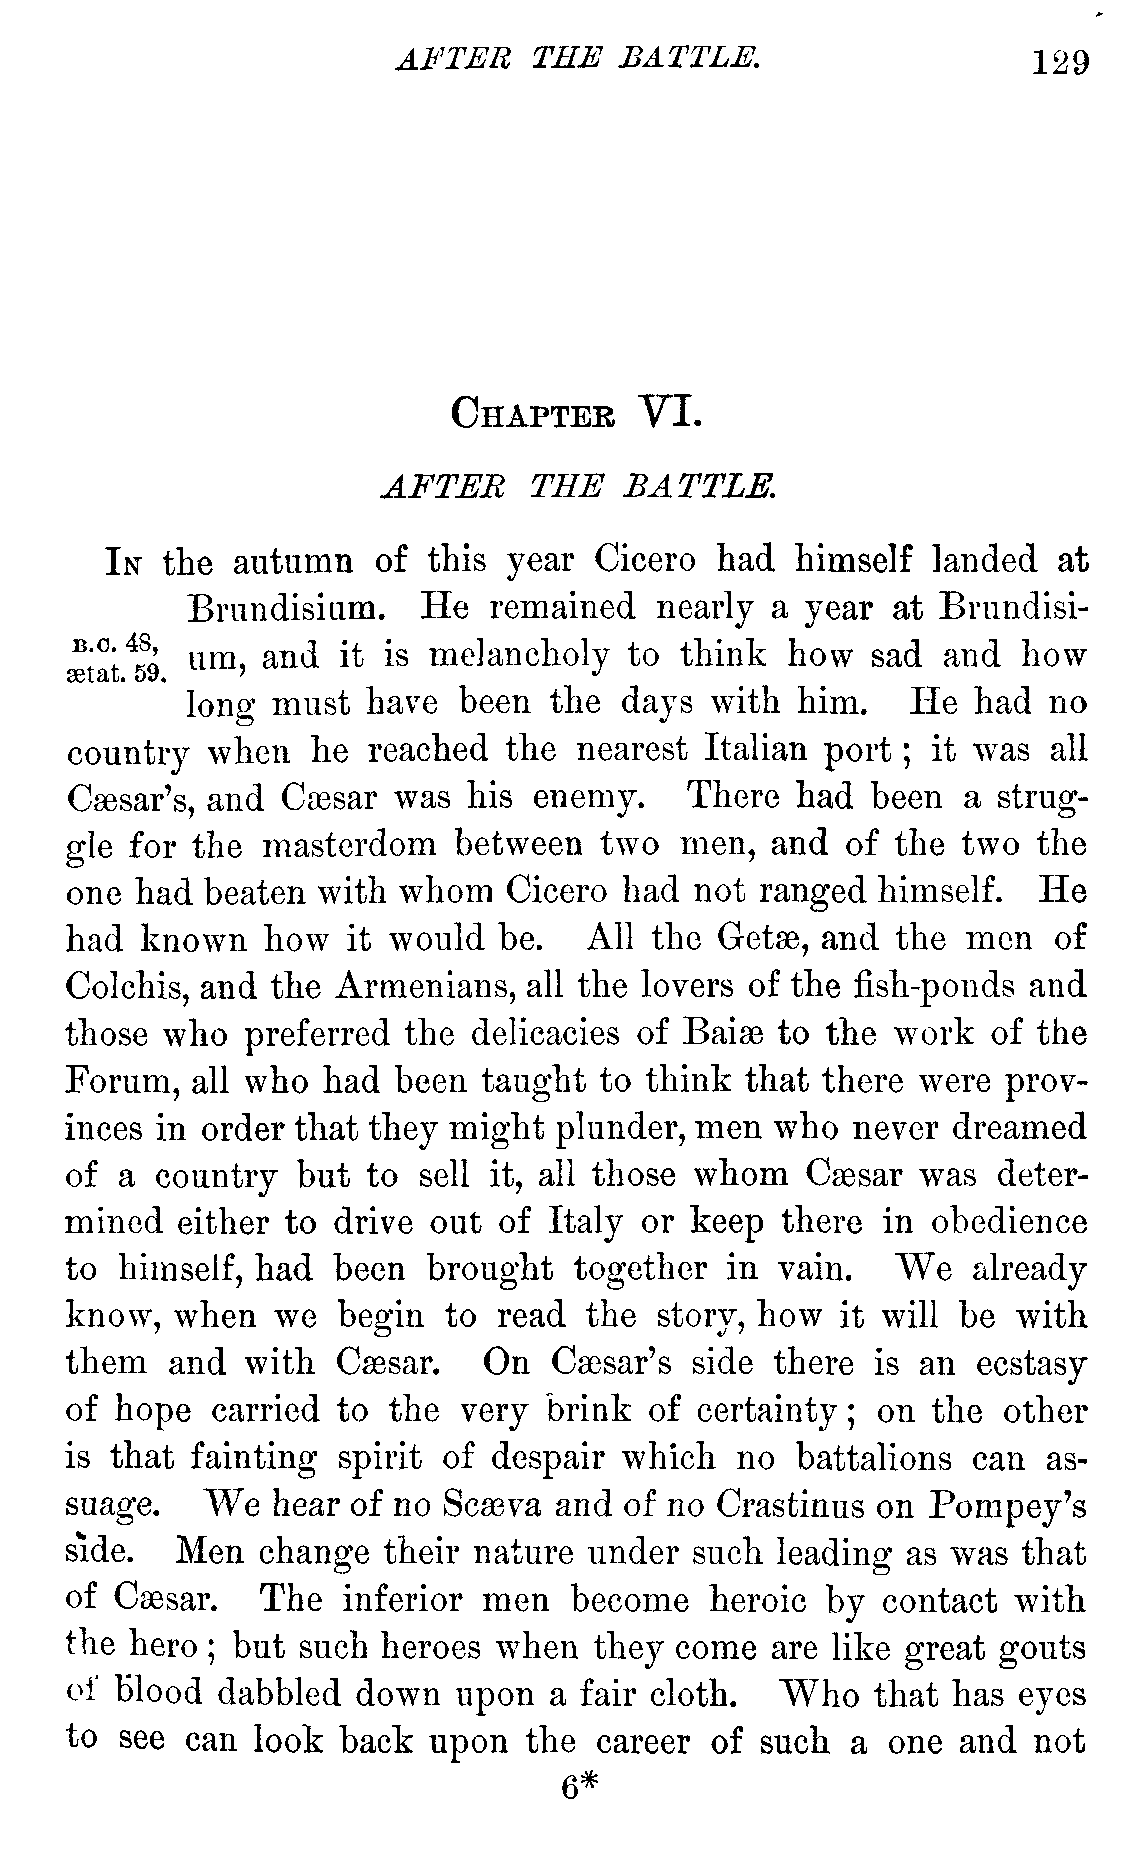 AFTER THE BATTLE. 129
CHAPTER VI.
AFTER THE BATTLE.
IN the autumn of this year Cicero had himself landed at
Brundisium. He remained nearly a year at Brundisi-
B.C. 48,
ætat. 59.
um, and it is melancholy to think how sad and how
long must have been the days with him. He had no
country when he reached the nearest Italian port; it was all
Cæsar's, and Cæsar was his enemy. There had been a strug-
gle for the masterdom between two men, and of the two the
one had beaten with whom Cicero had not ranged himself. He
had known how it would be. All the Getæ, and the men of
Colchis, and the Armenians, all the lovers of the fish-ponds and
those who preferred the delicacies of Baiæ to the work of the
Forum, all who had been taught to think that there were prov-
inces in order that they might plunder, men who never dreamed
of a country but to sell it, all those whom Cæsar was deter-
mined either to drive out of Italy or keep there in obedience
to himself, had been brought together in vain. We already
know, when we begin to read the story, how it will be with
them and with Cæsar. On Cæsar's side there is an ecstasy
of hope carried to the very brink of certainty; on the other
is that fainting spirit of despair which no battalions can as-
suage. We hear of no Scæva and of no Crastinus on Pompey's
side. Men change their nature under such leading as was that
of Cæsar. The inferior men become heroic by contact with
the hero; but such heroes when they come are like great gouts
of blood dabbled down upon a fair cloth. Who that has eyes
to see can look back upon the career of such a one and not
6*